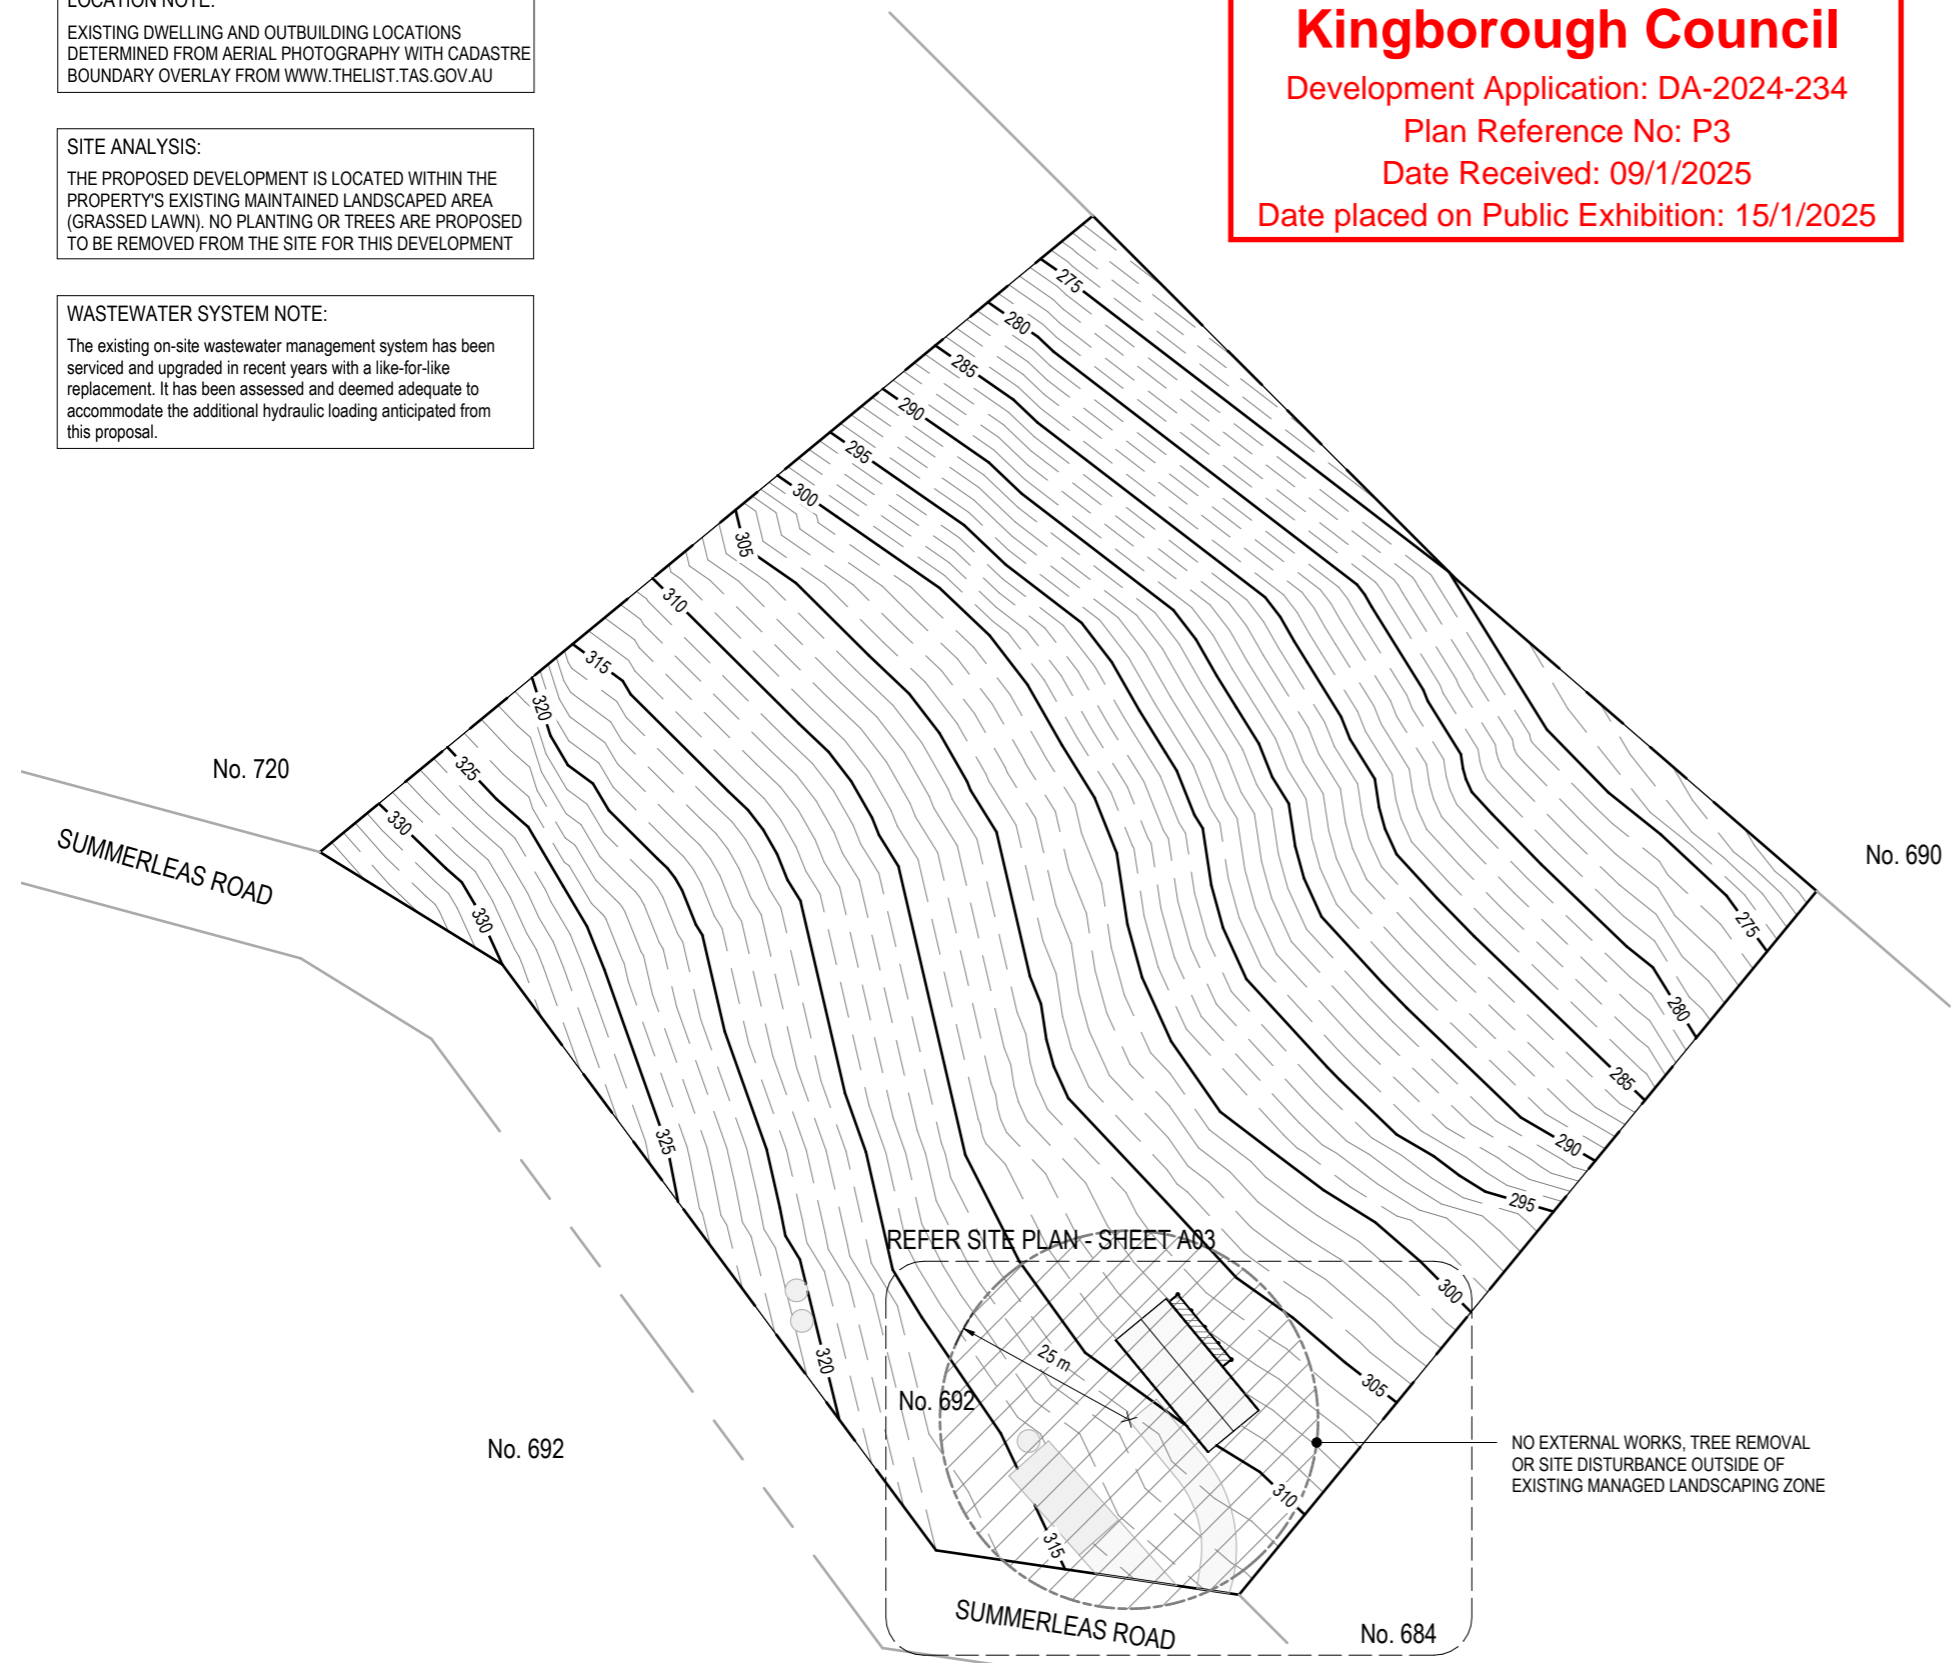 LOCATION NOTE:
EXISTING DWELLING AND OUTBUILDING LOCATIONS
DETERMINED FROM AERIAL PHOTOGRAPHY WITH CADASTRE
BOUNDARY OVERLAY FROM WWW.THELIST.TAS.GOV.AU
SITE ANALYSIS:
THE PROPOSED DEVELOPMENT IS LOCATED WITHIN THE
PROPERTY'S EXISTING MAINTAINED LANDSCAPED AREA
(GRASSED LAWN). NO PLANTING OR TREES ARE PROPOSED
TO BE REMOVED FROM THE SITE FOR THIS DEVELOPMENT
WASTEWATER SYSTEM NOTE:
The existing on-site wastewater management system has been
serviced and upgraded in recent years with a like-for-like
replacement. It has been assessed and deemed adequate to
accommodate the additional hydraulic loading anticipated from
this proposal.
Kingborough Council
Development Application: DA-2024-234
Plan Reference No: P3
Date Received: 09/1/2025
Date placed on Public Exhibition: 15/1/2025
275
280
285
290
295
300
305
310
315
320
325
330
No. 720
SUMMERLEAS ROAD
330
No. 690
275
280
285
290
295
325
REFER SITE PLAN - SHEET A03
300
320
25 m
305
No. 692
No. 692
NO EXTERNAL WORKS, TREE REMOVAL
OR SITE DISTURBANCE OUTSIDE OF
EXISTING MANAGED LANDSCAPING ZONE
310
315
SUMMERLEAS ROAD
No. 684